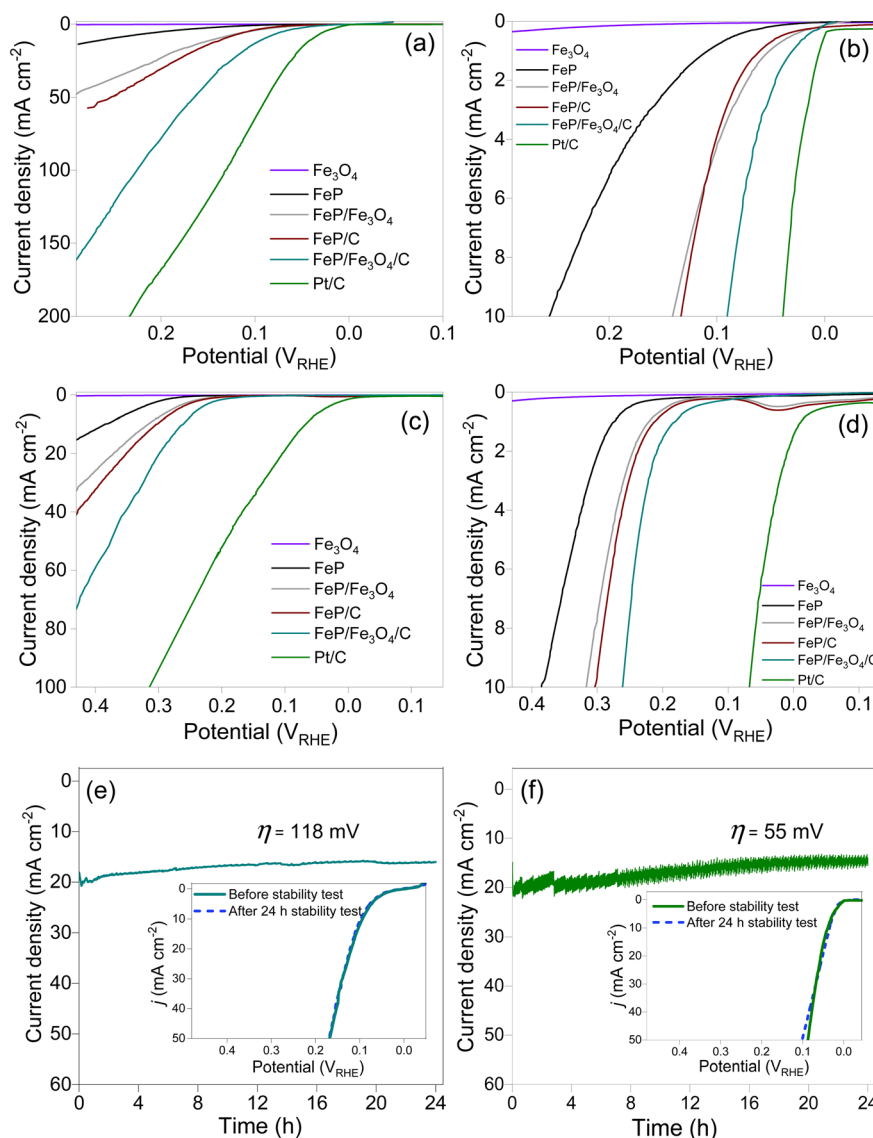 (a)
Current density (mA cm⁻²)
0
50
100
150
200
Fe₃O₄
FeP
FeP/Fe₃O₄
FeP/C
FeP/Fe₃O₄/C
Pt/C
0.2 0.1 0.0 0.1
Potential (V_RHE)
(b)
Current density (mA cm⁻²)
0
2
4
6
8
10
Fe₃O₄
FeP
FeP/Fe₃O₄
FeP/C
FeP/Fe₃O₄/C
Pt/C
0.2 0.1 0.0
Potential (V_RHE)
(c)
Current density (mA cm⁻²)
0
20
40
60
80
100
Fe₃O₄
FeP
FeP/Fe₃O₄
FeP/C
FeP/Fe₃O₄/C
Pt/C
0.4 0.3 0.2 0.1 0.0 0.1
Potential (V_RHE)
(d)
Current density (mA cm⁻²)
0
2
4
6
8
10
Fe₃O₄
FeP
FeP/Fe₃O₄
FeP/C
FeP/Fe₃O₄/C
Pt/C
0.4 0.3 0.2 0.1 0.0 0.1
Potential (V_RHE)
(e)
η = 118 mV
Current density (mA cm⁻²)
0
10
20
30
40
50
60
Before stability test
After 24 h stability test
j (mA cm⁻²)
0
10
20
30
40
50
0.4 0.3 0.2 0.1 0.0
Potential (V_RHE)
0 4 8 12 16 20 24
Time (h)
(f)
η = 55 mV
Current density (mA cm⁻²)
0
10
20
30
40
50
60
Before stability test
After 24 h stability test
j (mA cm⁻²)
0
10
20
30
40
50
0.4 0.3 0.2 0.1 0.0
Potential (V_RHE)
0 4 8 12 16 20 24
Time (h)